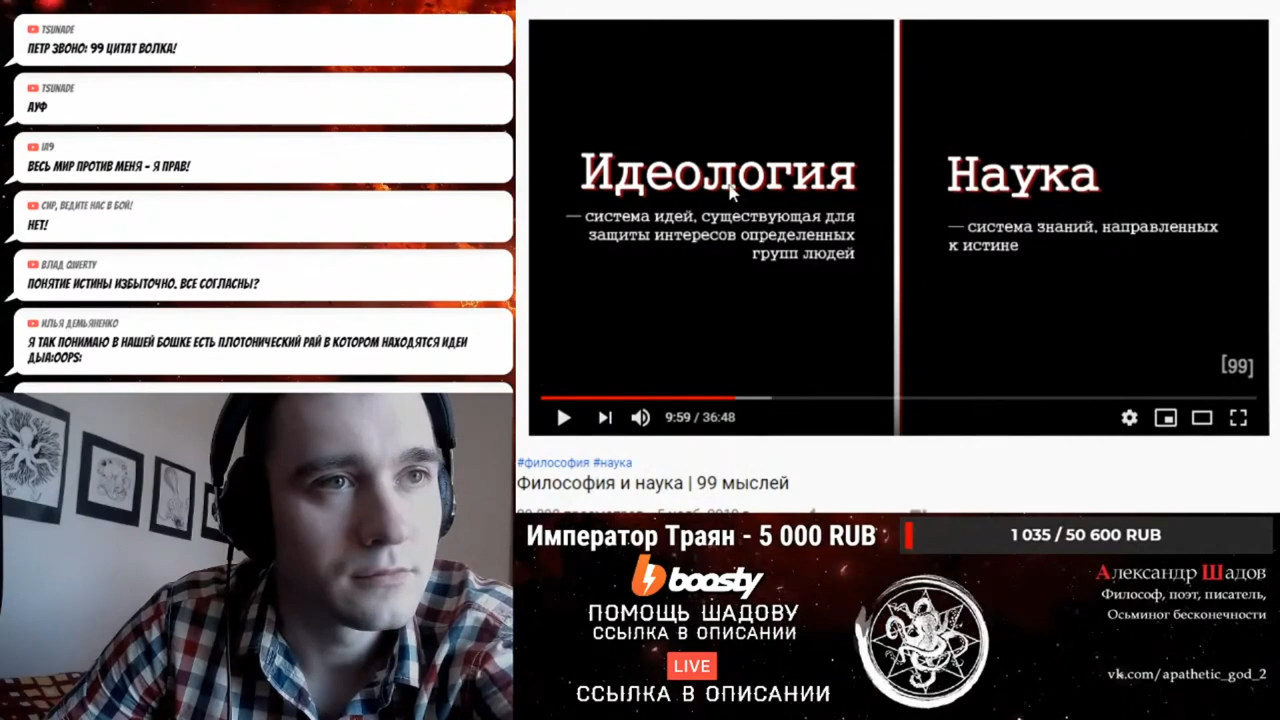 TSUNADE
ПЕТР ЗВОНО: 99 ЦИТАТ ВОЛКА!
TSUNADE
АУФ
ВЕСЬ МИР ПРОТИВ МЕНЯ - Я ПРАВ!
СИР, ВЕДИТЕ НАС В БОЙ!
НЕТ!
ВЛАД QWERTY
ПОНЯТИЕ ИСТИНЫ ИЗБЫТОЧНО, ВСЕ СОГЛАСНЫ?
ИЛЬЯ ДЕМЬЯНЕНКО
Я ТАК ПОНИМАЮ В НАШЕЙ БОШКЕ ЕСТЬ ПЛОТОНИЧЕСКИЙ РАЙ В КОТОРОМ НАХОДЯТСЯ ИДЕИ
ДЫА:OOPS:
Идеология
— система идей, существующая для
защиты интересов определенных
групп людей
Наука
— система знаний, направленных
к истине
[99]
9:59 / 36:48
#философия #наука
Философия и наука | 99 мыслей
Император Траян - 5 000 RUB
1 035 / 50 600 RUB
boosty
ПОМОЩЬ ШАДОВУ
ССЫЛКА В ОПИСАНИИ
LIVE
ССЫЛКА В ОПИСАНИИ
Александр Шадов
Философ, поэт, писатель,
Осьминог бесконечности
vk.com/apathetic_god_2